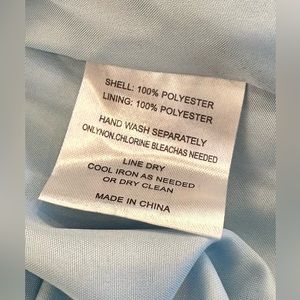 SHELL: 100% POLYESTER
LINING: 100% POLYESTER
HAND WASH SEPARATELY
ONLYNON.CHLORINE BLEACHAS NEEDED
LINE DRY
COOL IRON AS NEEDED
OR DRY CLEAN
MADE IN CHINA